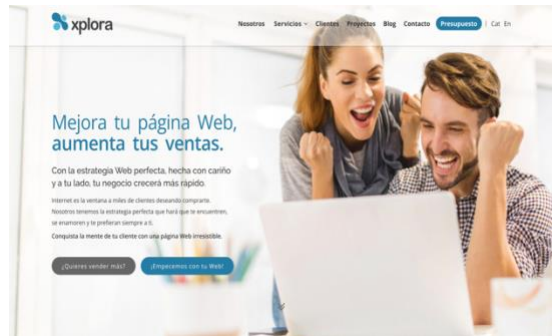 xplora
Nosotros Servicios Clientes Proyectos Blog Contacto Presupuesto | Cat En
Mejora tu página Web,
aumenta tus ventas.
Con la estrategia Web perfecta, hecha con cariño
y a tu lado, tu negocio crecerá más rápido.
Internet es la ventana a miles de clientes deseando comprarte.
Nosotros tenemos la estrategia perfecta que hará que te encuentren,
se enamoren y te prefieran siempre a ti.
Conquista la mente de tu cliente con una página Web irresistible.
¿Quieres vender más? ¡Empecemos con tu Web!